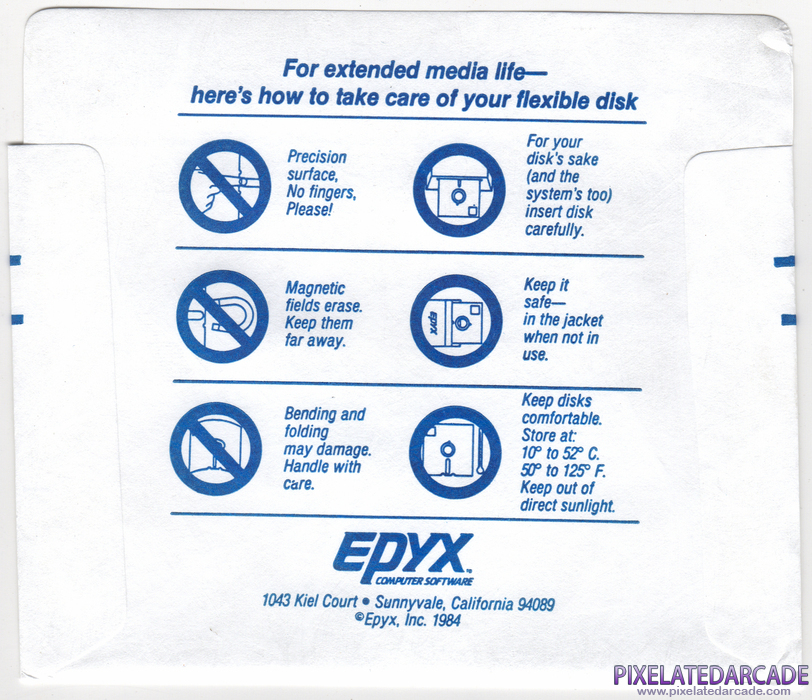 For extended media life—
here's how to take care of your flexible disk
Precision
surface,
No fingers,
Please!
For your
disk's sake
(and the
system's too)
insert disk
carefully.
Magnetic
fields erase.
Keep them
far away.
EPYX
Keep it
safe—
in the jacket
when not in
use.
Bending and
folding
may damage.
Handle with
care.
Keep disks
comfortable.
Store at:
10° to 52° C.
50° to 125° F.
Keep out of
direct sunlight.
EPYX™
COMPUTER SOFTWARE
1043 Kiel Court • Sunnyvale, California 94089
©Epyx, Inc. 1984
PIXELATEDARCADE
www.pixelatedarcade.com